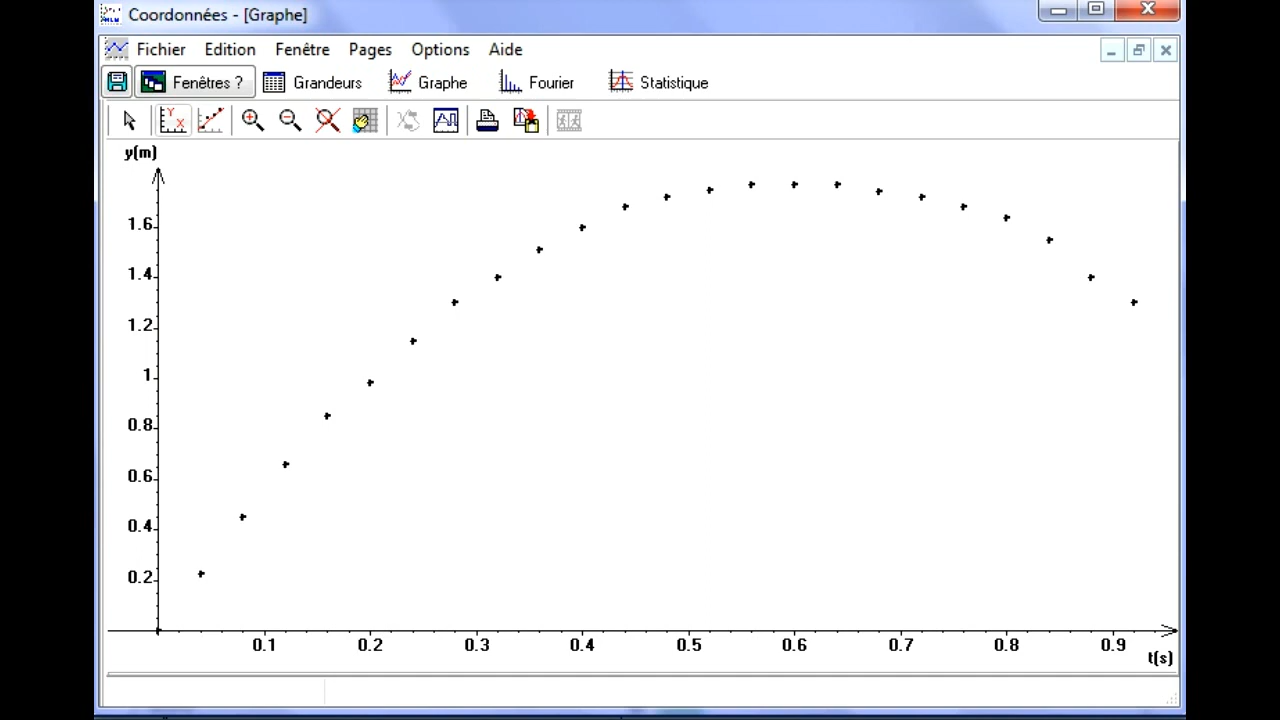 Coordonnées - [Graphe]
Fichier Edition Fenêtre Pages Options Aide
Fenêtres ? Grandeurs Graphe Fourier Statistique
y(m)
1.6
1.4
1.2
1
0.8
0.6
0.4
0.2
0.1 0.2 0.3 0.4 0.5 0.6 0.7 0.8 0.9
t(s)